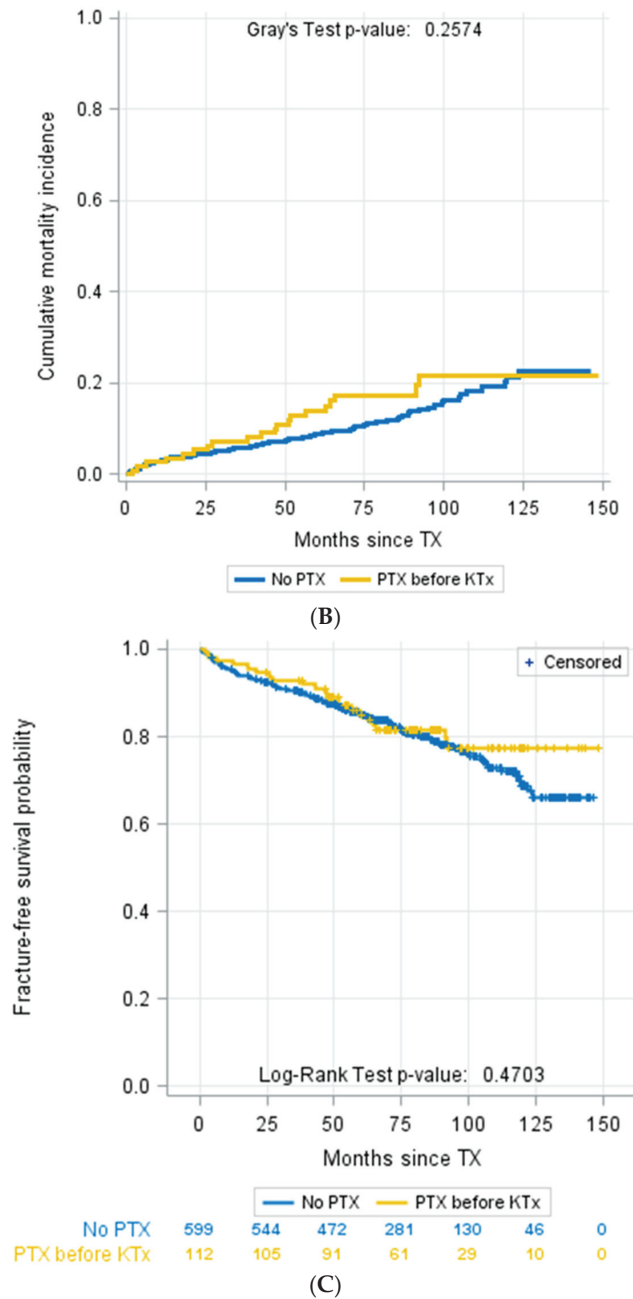 Gray's Test p-value: 0.2574
1.0
0.8
0.6
0.4
0.2
0.0
Cumulative mortality incidence
0 25 50 75 100 125 150
Months since TX
No PTX PTX before KTx
(B)
+ Censored
1.0
0.8
0.6
0.4
0.2
0.0
Fracture-free survival probability
Log-Rank Test p-value: 0.4703
0 25 50 75 100 125 150
Months since TX
No PTX PTX before KTx
No PTX 599 544 472 281 130 46 0
PTX before KTx 112 105 91 61 29 10 0
(C)